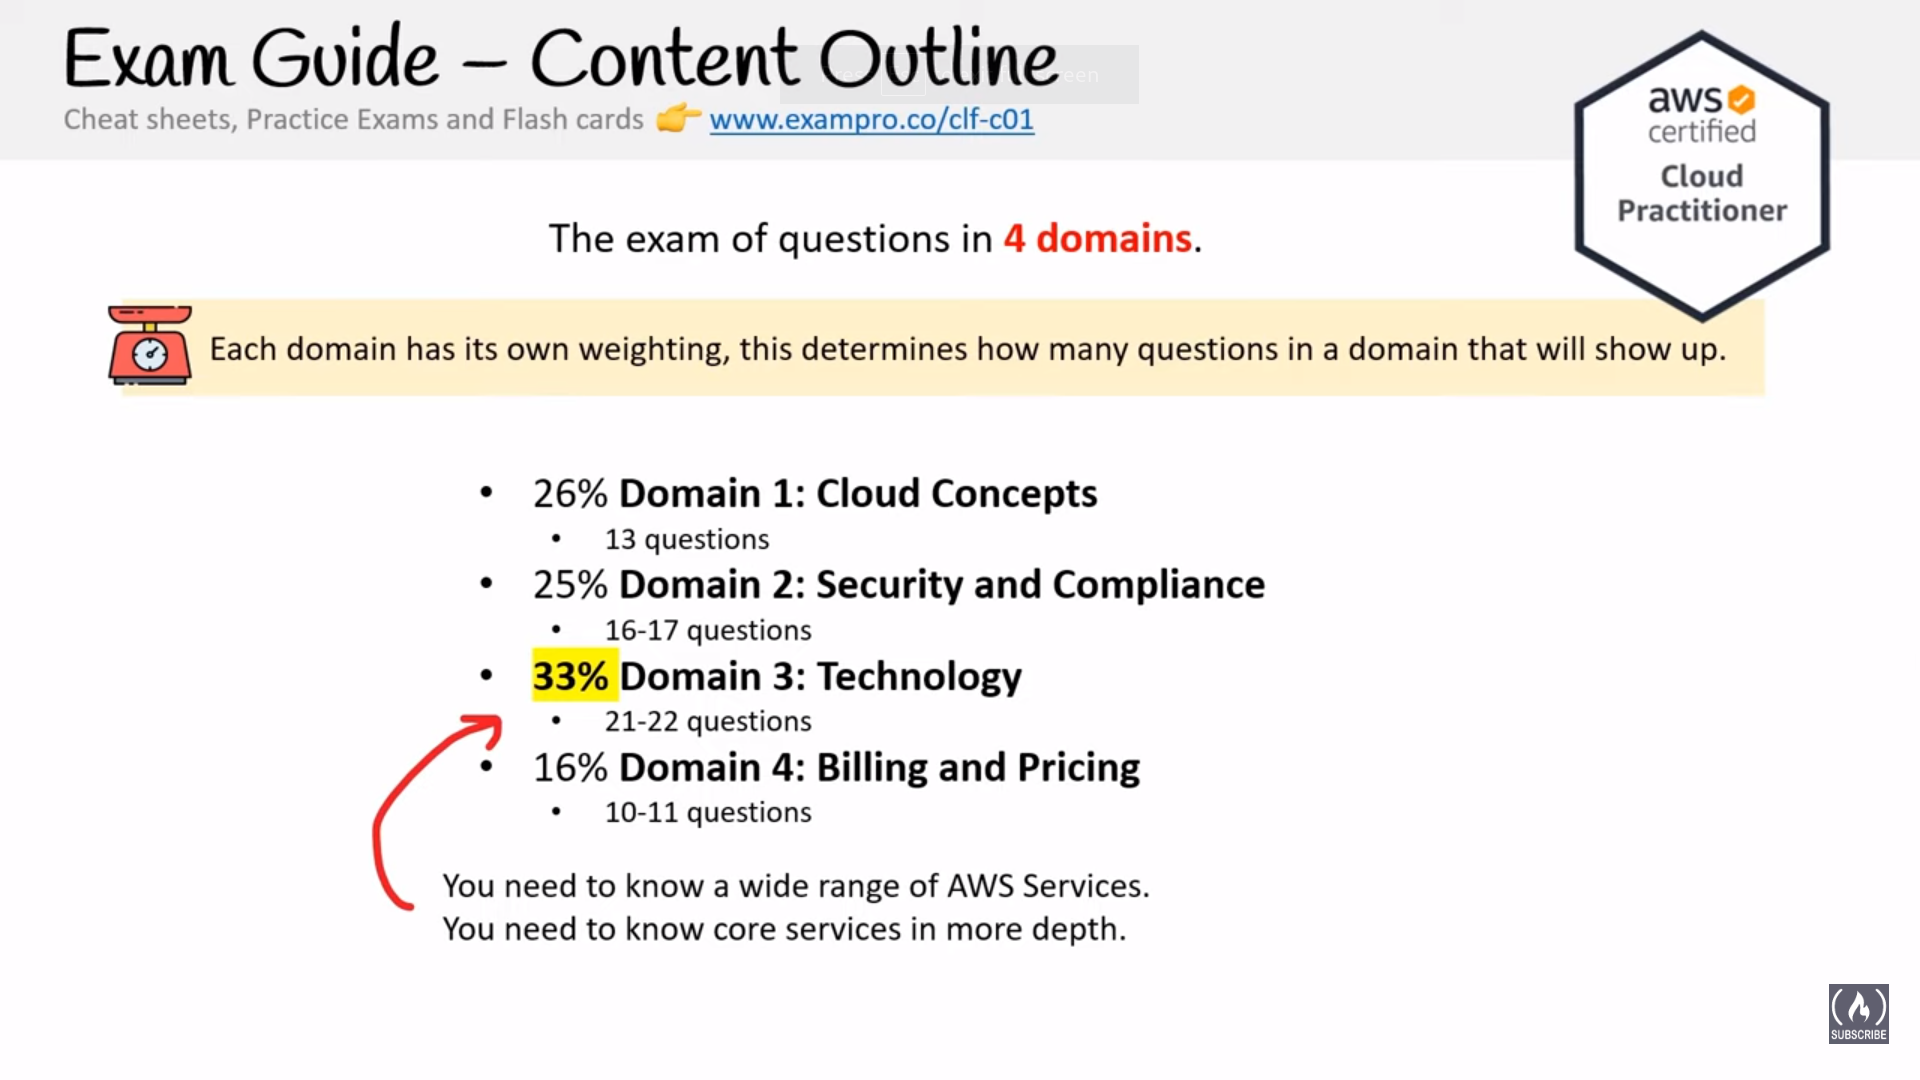 Exam Guide – Content Outline
een
Cheat sheets, Practice Exams and Flash cards 👉 www.exampro.co/clf-c01
aws
certified
Cloud
Practitioner
The exam of questions in 4 domains.
Each domain has its own weighting, this determines how many questions in a domain that will show up.
• 26% Domain 1: Cloud Concepts
• 13 questions
• 25% Domain 2: Security and Compliance
• 16-17 questions
• 33% Domain 3: Technology
• 21-22 questions
• 16% Domain 4: Billing and Pricing
• 10-11 questions
You need to know a wide range of AWS Services.
You need to know core services in more depth.
SUBSCRIBE